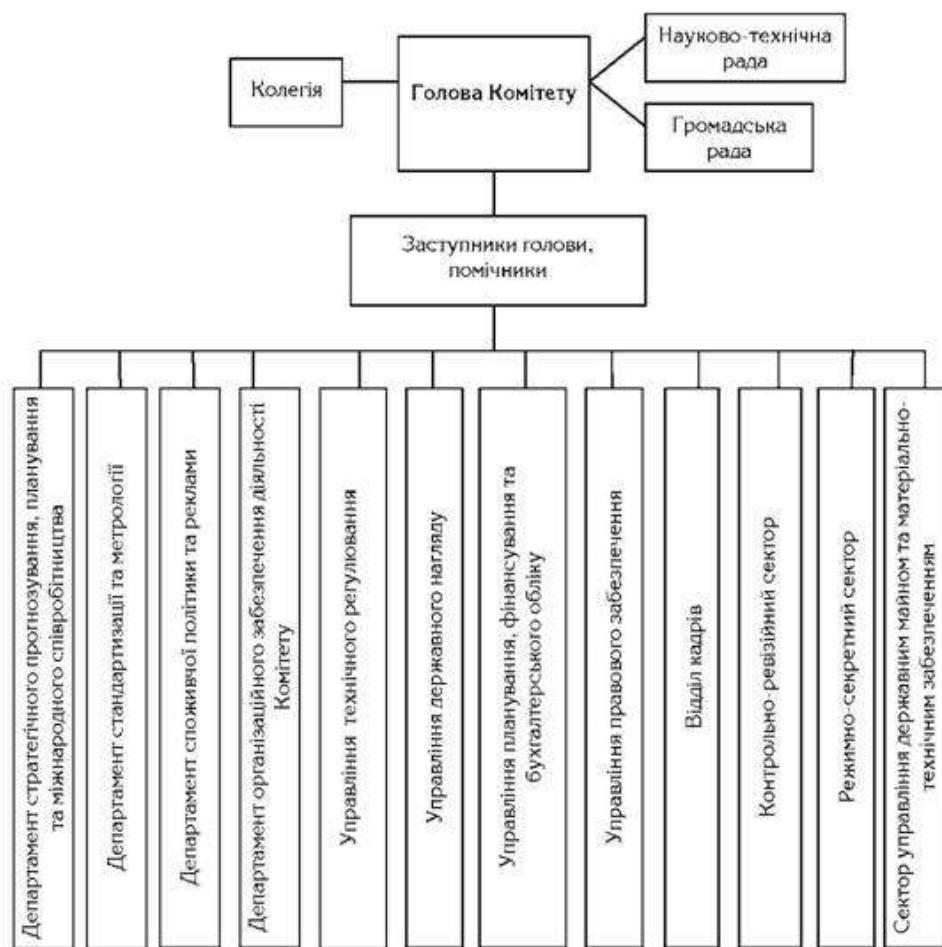 Науково-технічна
рада
Колегія
Голова Комітету
Громадська
рада
Заступники голови,
помічники
Департамент стратегічного прогнозування, планування
та міжнародного співробітництва
Департамент стандартизації та метрології
Департамент споживчої політики та реклами
Департамент організаційного забезпечення діяльності
Комітету
Управління технічного регулювання
Управління державного нагляду
Управління планування, фінансування та
бухгалтерського обліку
Управління правового забезпечення
Відділ кадрів
Контрольно-ревізійний сектор
Режимно-секретний сектор
Сектор управління державним майном та матеріально-
технічним забезпеченням